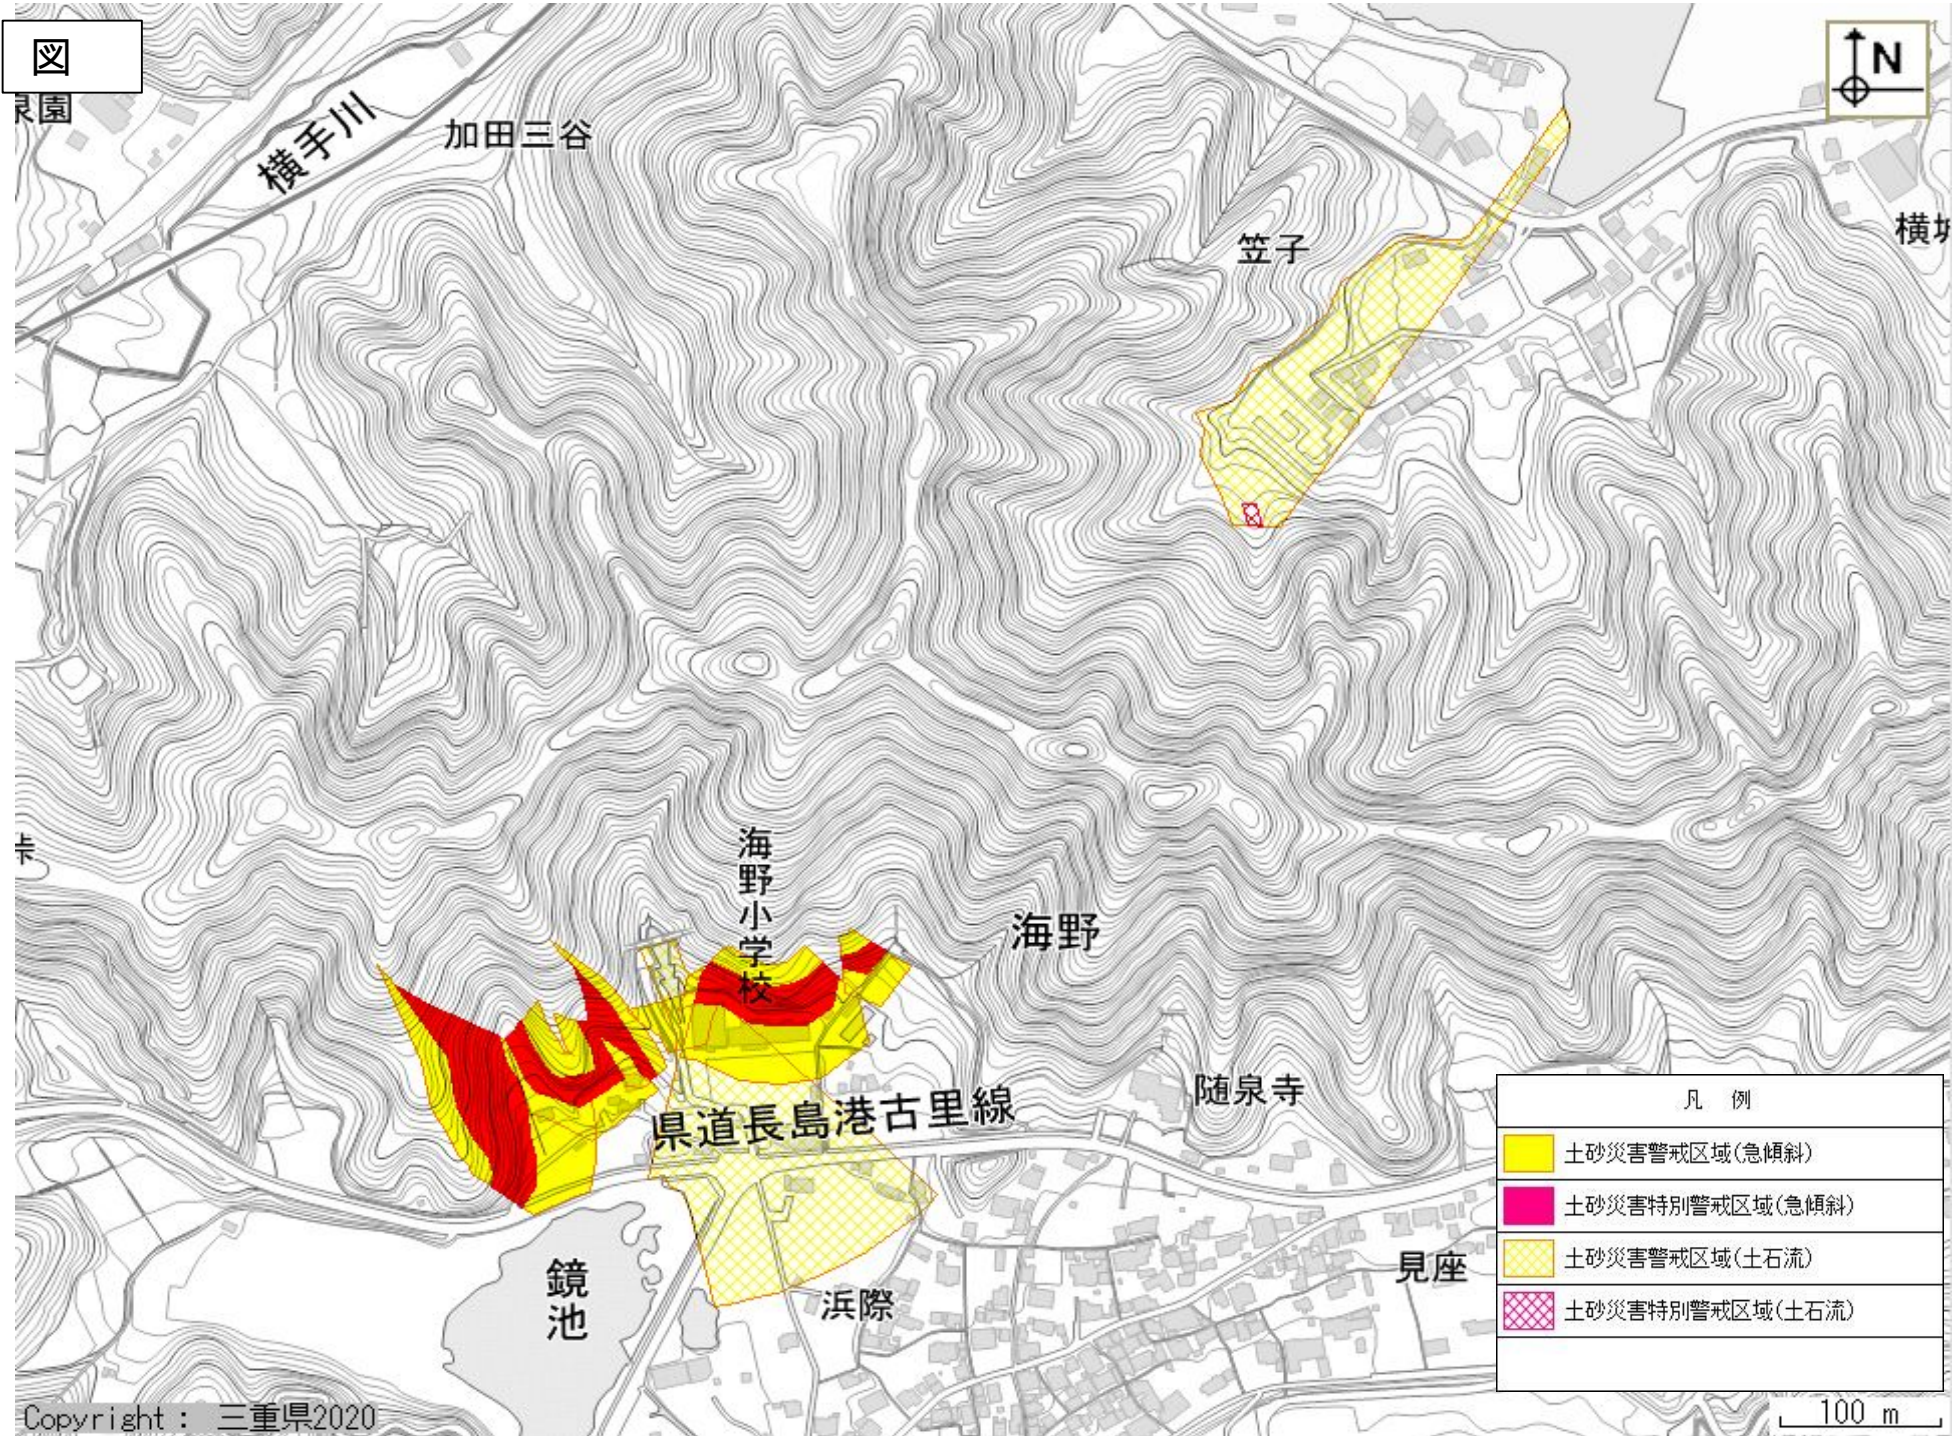 図
泉園
横手川
加田三谷
N
笠子
横城
峠
海野小学校
海野
県道長島港古里線
随泉寺
鏡池
浜際
見座
凡 例
土砂災害警戒区域(急傾斜)
土砂災害特別警戒区域(急傾斜)
土砂災害警戒区域(土石流)
土砂災害特別警戒区域(土石流)
Copyright : 三重県2020
100 m